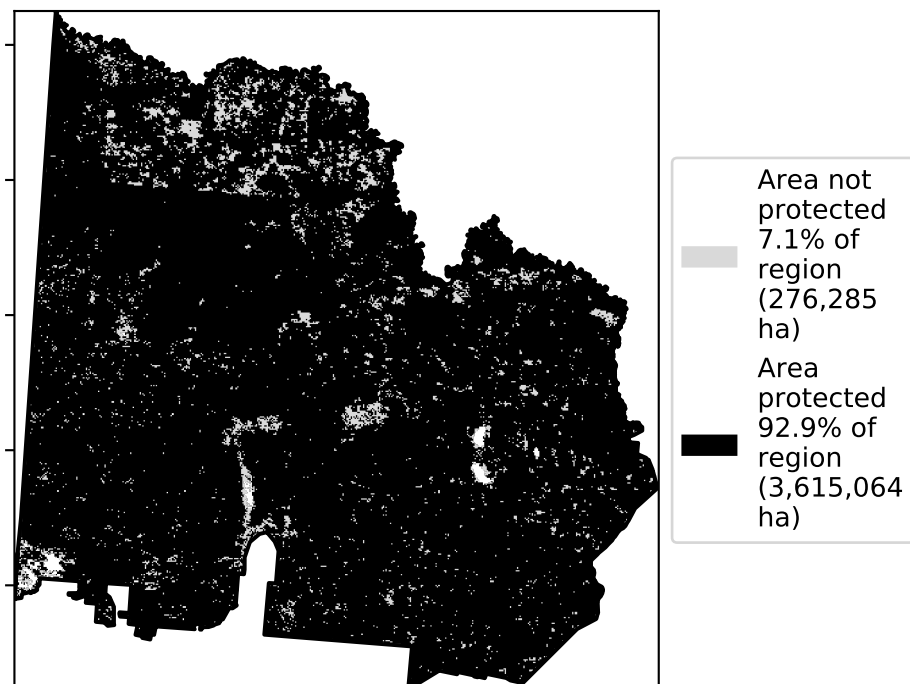 Area not
protected
7.1% of
region
(276,285
ha)
Area
protected
92.9% of
region
(3,615,064
ha)